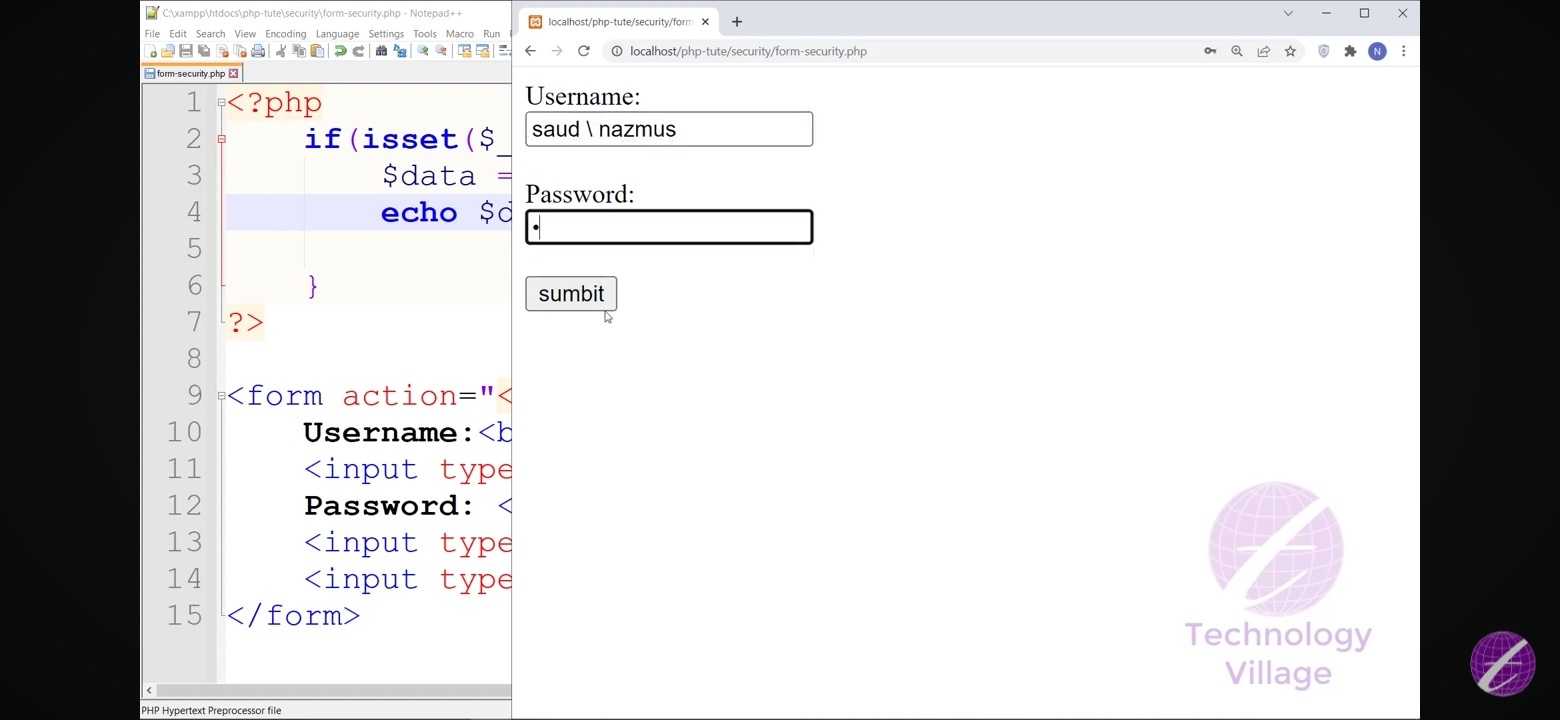 C:\xampp\htdocs\php-tute\security\form-security.php - Notepad++
File Edit Search View Encoding Language Settings Tools Macro Run
form-security.php
1 <?php
2 if(isset($_
3 $data =
4 echo $d
5
6 }
7 ?>
8
9 <form action="<
10 Username:<b
11 <input type
12 Password: <
13 <input type
14 <input type
15 </form>
PHP Hypertext Preprocessor file
localhost/php-tute/security/form
localhost/php-tute/security/form-security.php
N
Username:
saud \ nazmus
Password:
sumbit
Technology
Village